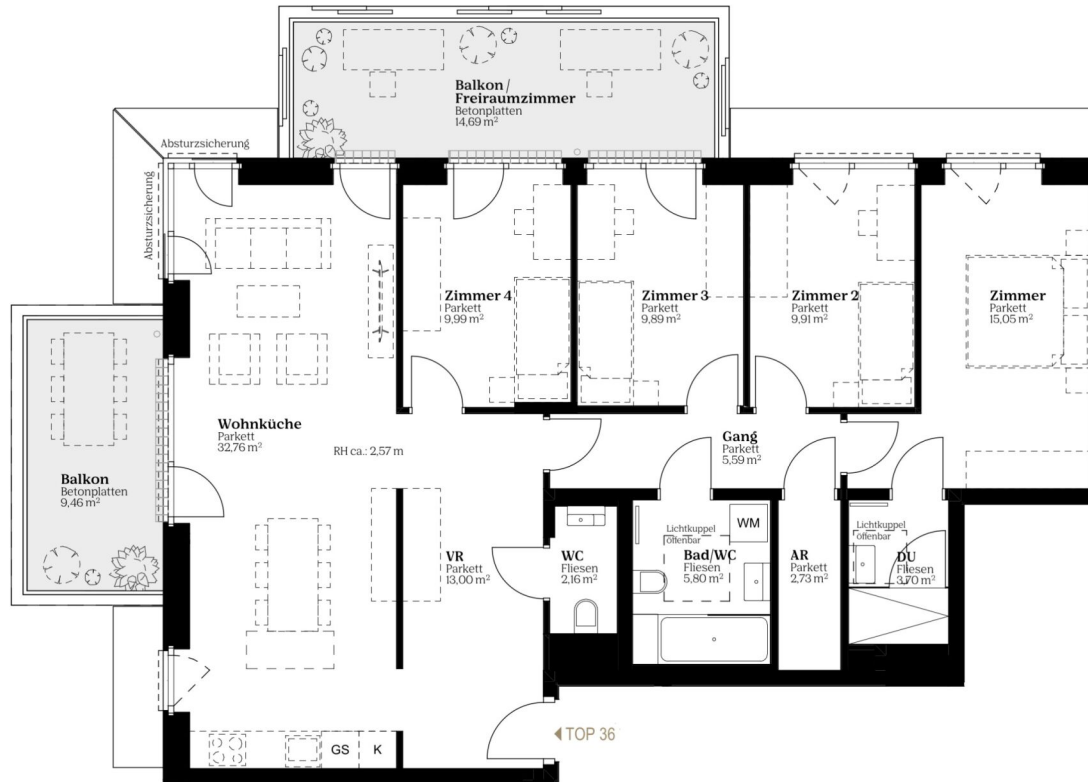 Balkon/
Freiraumzimmer
Betonplatten
14,69 m²
Absturzsicherung
Absturzsicherung
Zimmer 4
Parkett
9,99 m²
Zimmer 3
Parkett
9,89 m²
Zimmer 2
Parkett
9,91 m²
Zimmer
Parkett
15,05 m²
Wohnküche
Parkett
32,76 m²
RH ca.: 2,57 m
Gang
Parkett
5,59 m²
Balkon
Betonplatten
9,46 m²
VR
Parkett
13,00 m²
WC
Fliesen
2,16 m²
Lichtkuppel
öffenbar
WM
Bad/WC
Fliesen
5,80 m²
AR
Parkett
2,73 m²
Lichtkuppel
öffenbar
DU
Fliesen
3,70 m²
GS
K
TOP 36